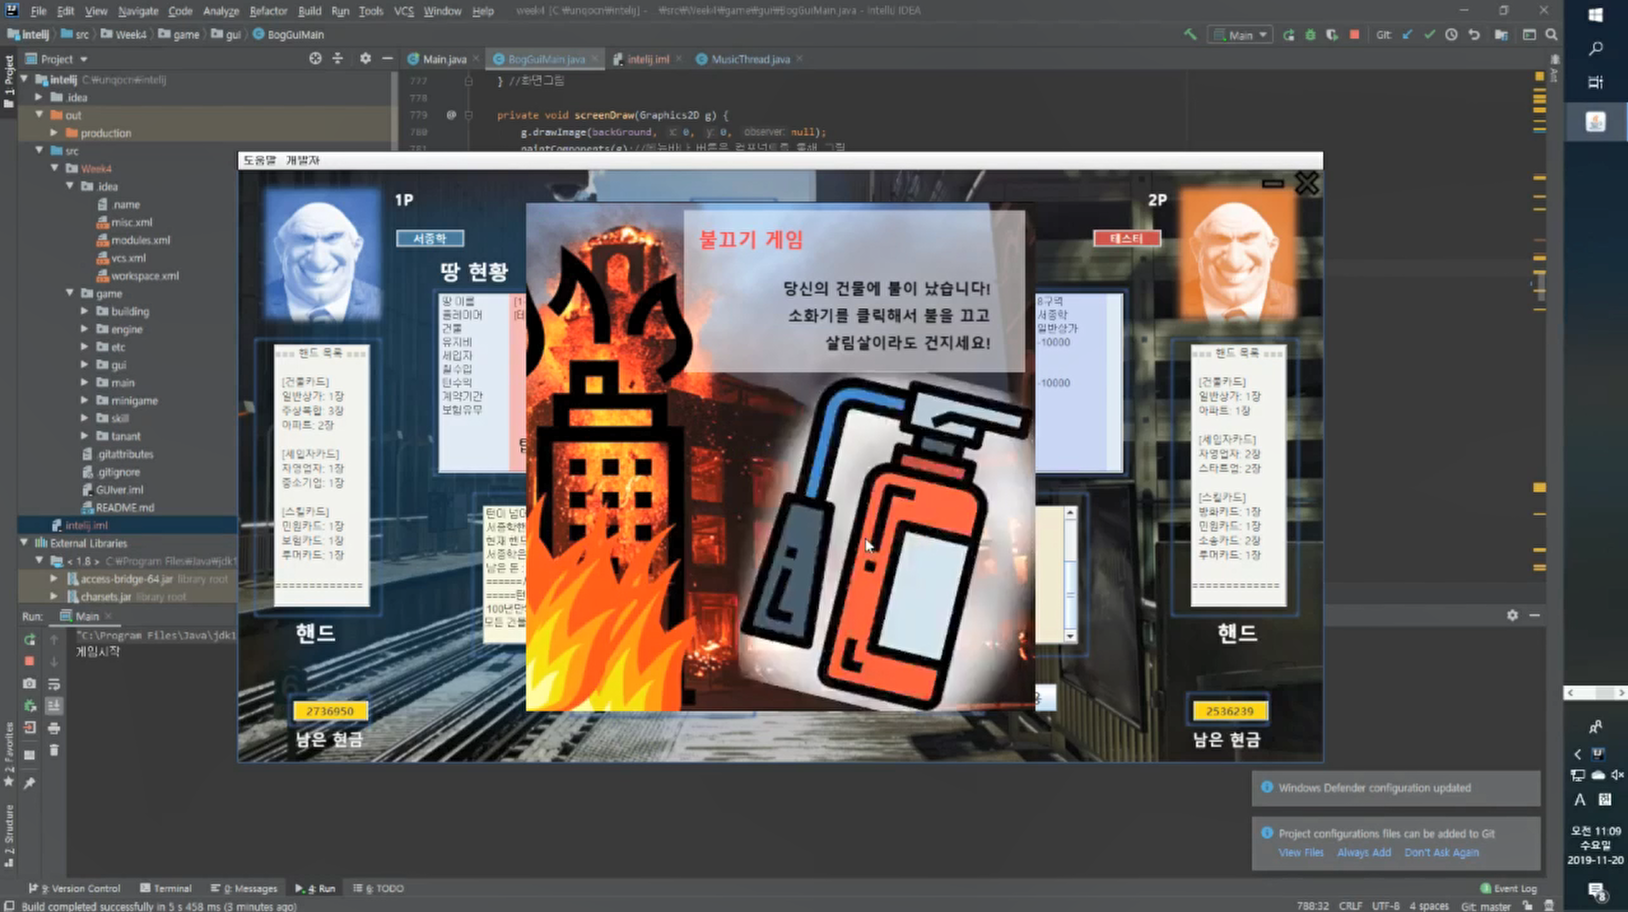 File Edit View Navigate Code Analyze Refactor Build Run Tools VCS Window Help
intelij src Week4 game gui BogGuiMain
Main Git:
Project
Main.java BogGuiMain.java intelij.iml MusicThread.java
1: Project
Ant
intelij C:￦unqocn￦intelij
.idea
out
production
src
Week4
.idea
.name
misc.xml
modules.xml
vcs.xml
workspace.xml
game
building
engine
etc
gui
main
minigame
skill
tanant
.gitattributes
.gitignore
GUIver.iml
README.md
intelij.iml
External Libraries
< 1.8 > C:￦Program Files￦Java￦jdk1
access-bridge-64.jar library root
charsets.jar library root
777 } //화면그림
778
779 private void screenDraw(Graphics2D g) {
780 g.drawImage(backGround, x: 0, y: 0, observer: null);
도움말 개발자
1P
서종학
땅 현황
땅 이름
플레이어
건물
유지비
세입자
월수입
턴수익
계약기간
보험유무
=== 핸드 목록 ===
[건물카드]
일반상가: 1장
주상복합: 3장
아파트: 2장
[세입자카드]
자영업자: 1장
중소기업: 1장
[스킬카드]
민원카드: 1장
보험카드: 1장
루머카드: 1장
=============
핸드
2736950
남은 현금
불끄기 게임
당신의 건물에 불이 났습니다!
소화기를 클릭해서 불을 끄고
살림살이라도 건지세요!
2P
테스터
8구역
서종학
일반상가
-10000
-10000
=== 핸드 목록 ===
[건물카드]
일반상가: 1장
아파트: 1장
[세입자카드]
자영업자: 2장
스타트업: 2장
[스킬카드]
방화카드: 1장
민원카드: 1장
소송카드: 2장
루머카드: 1장
=============
핸드
2536239
남은 현금
Run: Main
"C:\Program Files\Java\jdk1
게임시작
2: Favorites
7: Structure
Windows Defender configuration updated
Project configurations files can be added to Git
View Files Always Add Don't Ask Again
9: Version Control Terminal 0: Messages 4: Run 6: TODO
Event Log
Build completed successfully in 5 s 458 ms (3 minutes ago)
788:32 CRLF UTF-8 4 spaces Git: master
A 한
오전 11:09
수요일
2019-11-20